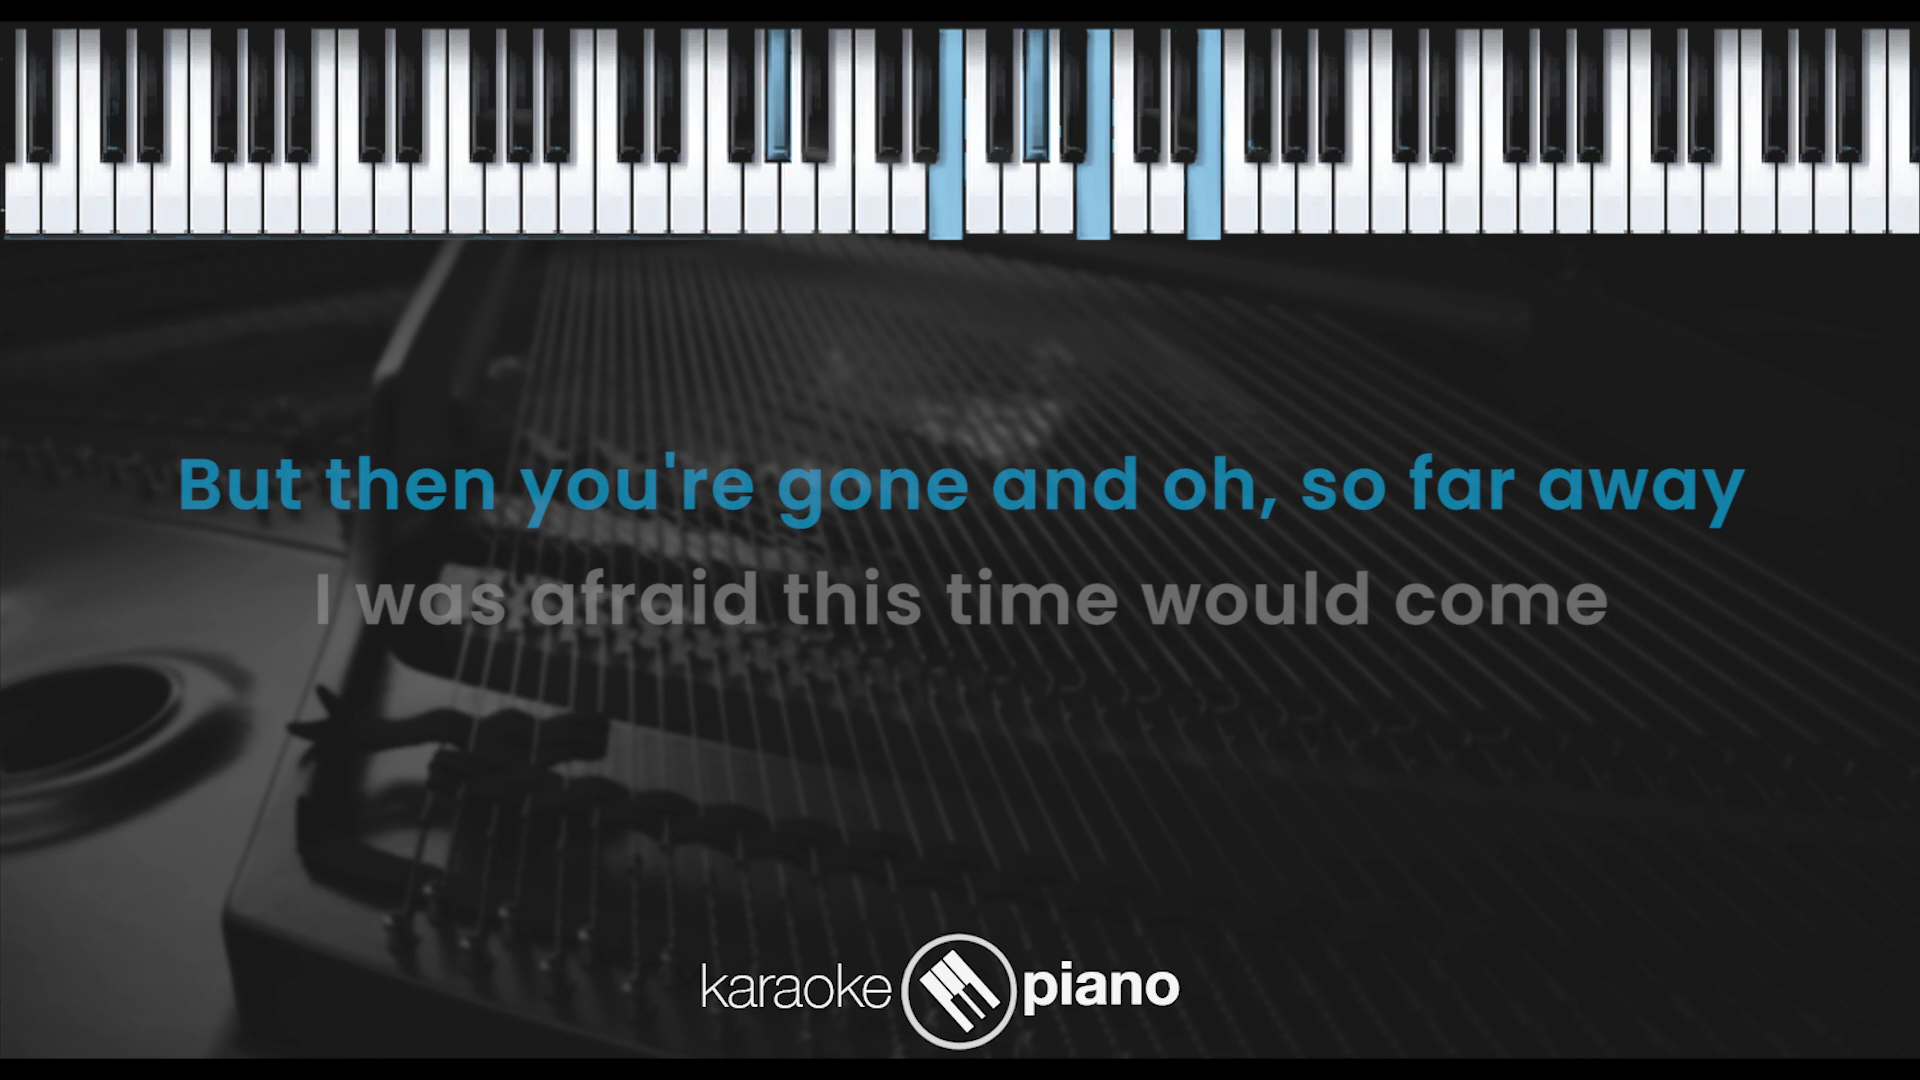 But then you're gone and oh, so far away
I was afraid this time would come
karaoke piano